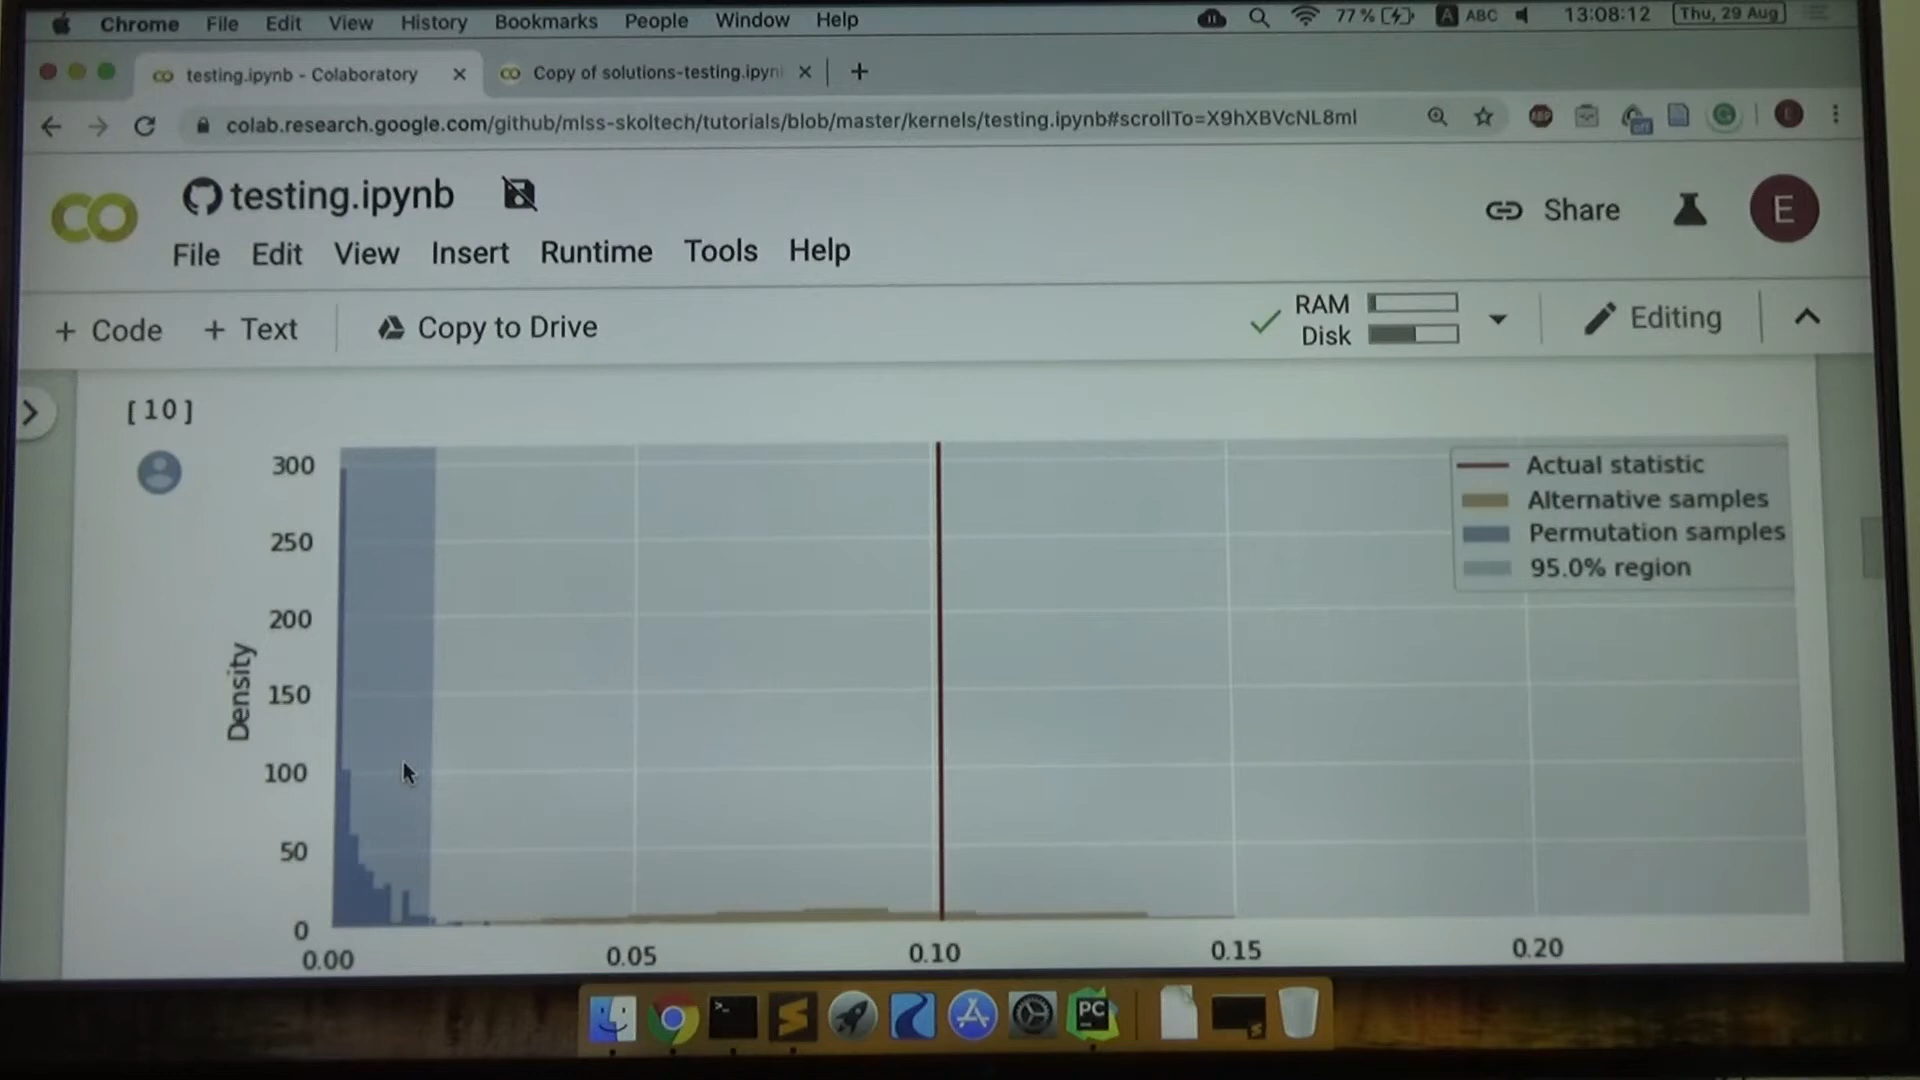 Chrome File Edit View History Bookmarks People Window Help 77% ABC 13:08:12 Thu, 29 Aug
testing.ipynb - Colaboratory Copy of solutions-testing.ipyn
colab.research.google.com/github/mlss-skoltech/tutorials/blob/master/kernels/testing.ipynb#scrollTo=X9hXBVcNL8ml
testing.ipynb
Share
E
File Edit View Insert Runtime Tools Help
+ Code + Text Copy to Drive
RAM
Disk
Editing
[10]
300
250
200
150
100
50
0
Density
Actual statistic
Alternative samples
Permutation samples
95.0% region
0.00 0.05 0.10 0.15 0.20
PC